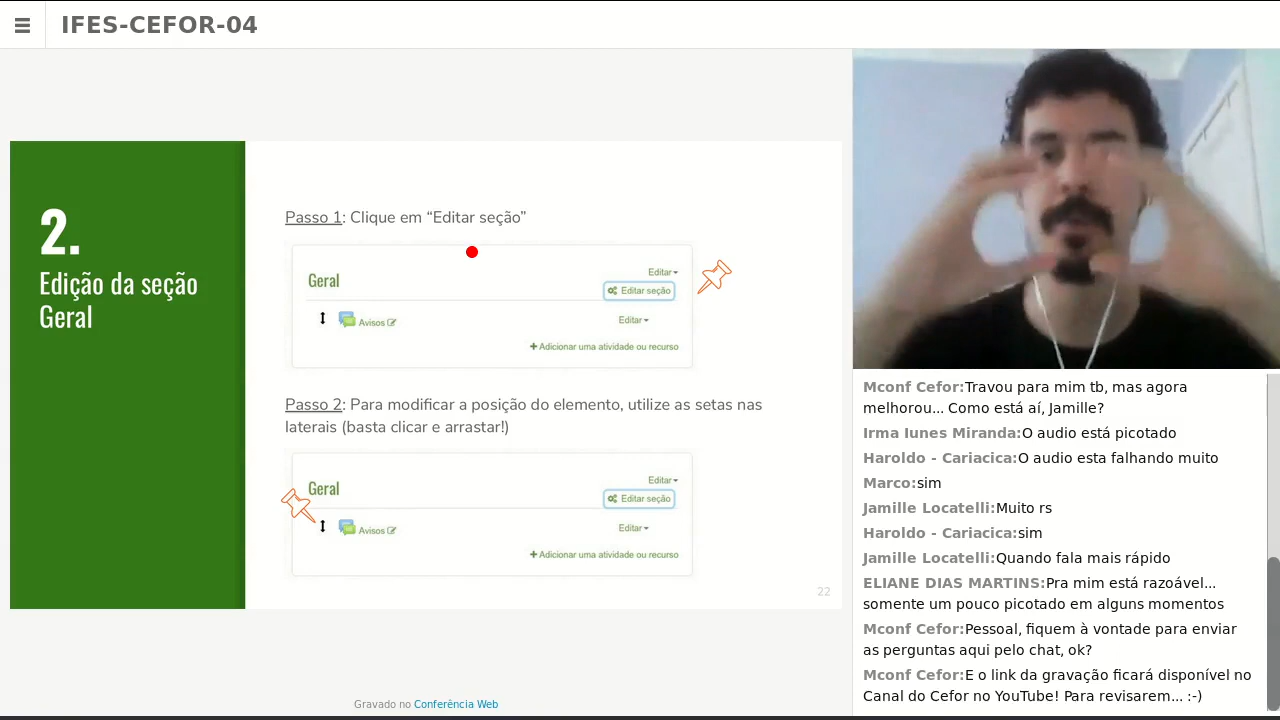 IFES-CEFOR-04
2.
Edição da seção
Geral
Passo 1: Clique em “Editar seção”
Geral
Editar
Editar seção
Avisos
Editar
Adicionar uma atividade ou recurso
Passo 2: Para modificar a posição do elemento, utilize as setas nas
laterais (basta clicar e arrastar!)
Geral
Editar
Editar seção
Avisos
Editar
Adicionar uma atividade ou recurso
22
Gravado no Conferência Web
Mconf Cefor:Travou para mim tb, mas agora
melhorou... Como está aí, Jamille?
Irma Iunes Miranda:O audio está picotado
Haroldo - Cariacica:O audio esta falhando muito
Marco:sim
Jamille Locatelli:Muito rs
Haroldo - Cariacica:sim
Jamille Locatelli:Quando fala mais rápido
ELIANE DIAS MARTINS:Pra mim está razoável...
somente um pouco picotado em alguns momentos
Mconf Cefor:Pessoal, fiquem à vontade para enviar
as perguntas aqui pelo chat, ok?
Mconf Cefor:E o link da gravação ficará disponível no
Canal do Cefor no YouTube! Para revisarem... :-)